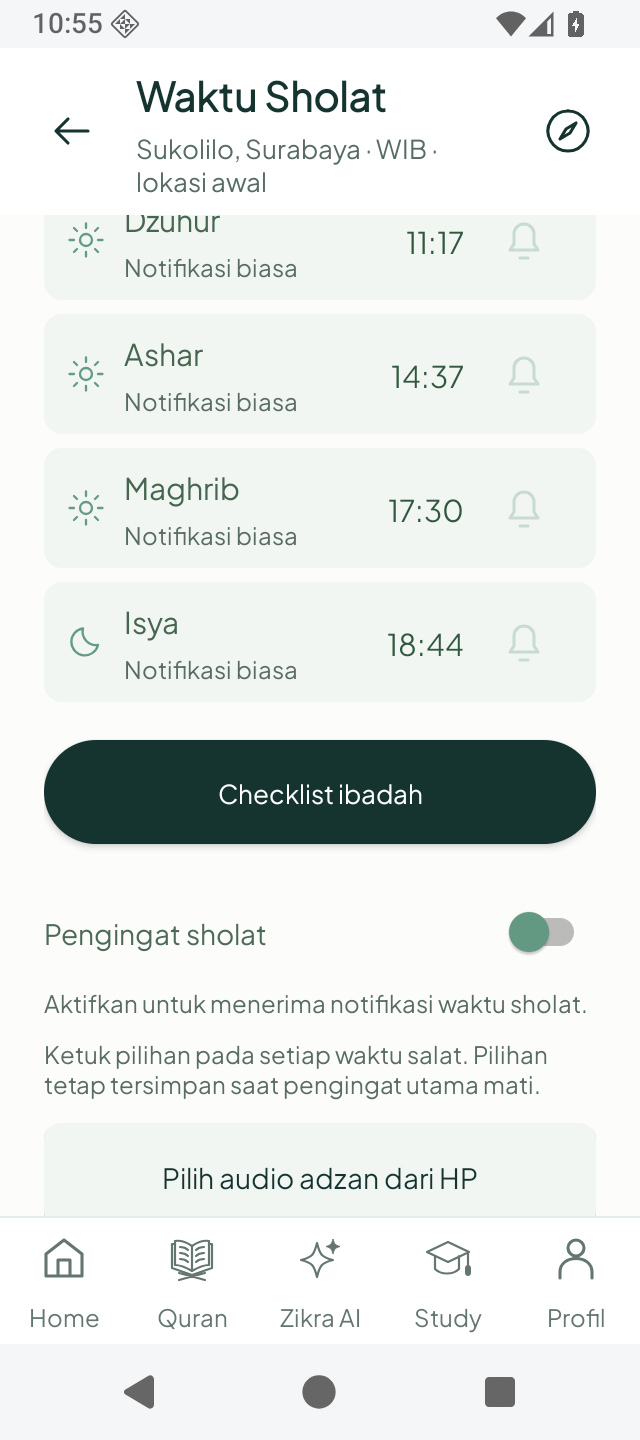 10:55
Waktu Sholat
Sukolilo, Surabaya · WIB ·
lokasi awal
Dzuhur
11:17
Notifikasi biasa
Ashar
14:37
Notifikasi biasa
Maghrib
17:30
Notifikasi biasa
Isya
18:44
Notifikasi biasa
Checklist ibadah
Pengingat sholat
Aktifkan untuk menerima notifikasi waktu sholat.
Ketuk pilihan pada setiap waktu salat. Pilihan
tetap tersimpan saat pengingat utama mati.
Pilih audio adzan dari HP
Home
Quran
Zikra AI
Study
Profil